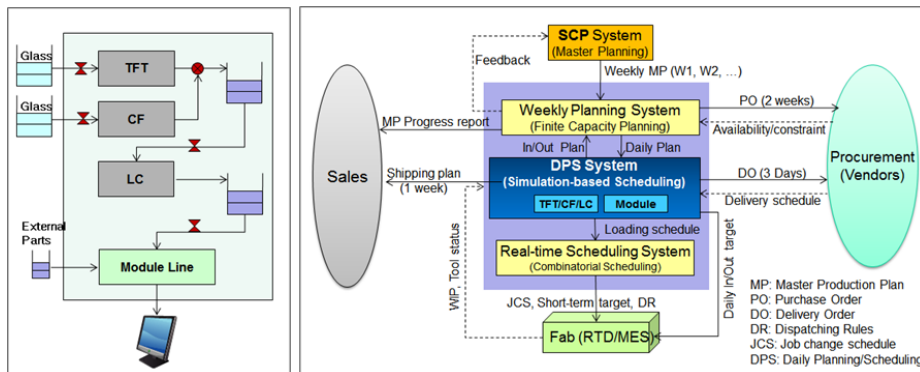 Glass
TFT
Glass
CF
LC
External
Parts
Module Line
SCP System
(Master Planning)
Feedback
Weekly MP (W1, W2, …)
Weekly Planning System
(Finite Capacity Planning)
PO (2 weeks)
MP Progress report
Availability/constraint
In/Out Plan
Daily Plan
Sales
Procurement
(Vendors)
Shipping plan
(1 week)
DPS System
(Simulation-based Scheduling)
TFT/CF/LC
Module
DO (3 Days)
Delivery schedule
Loading schedule
Real-time Scheduling System
(Combinatorial Scheduling)
WIP, Tool status
Daily In/Out target
JCS, Short-term target, DR
Fab (RTD/MES)
MP: Master Production Plan
PO: Purchase Order
DO: Delivery Order
DR: Dispatching Rules
JCS: Job change schedule
DPS: Daily Planning/Scheduling